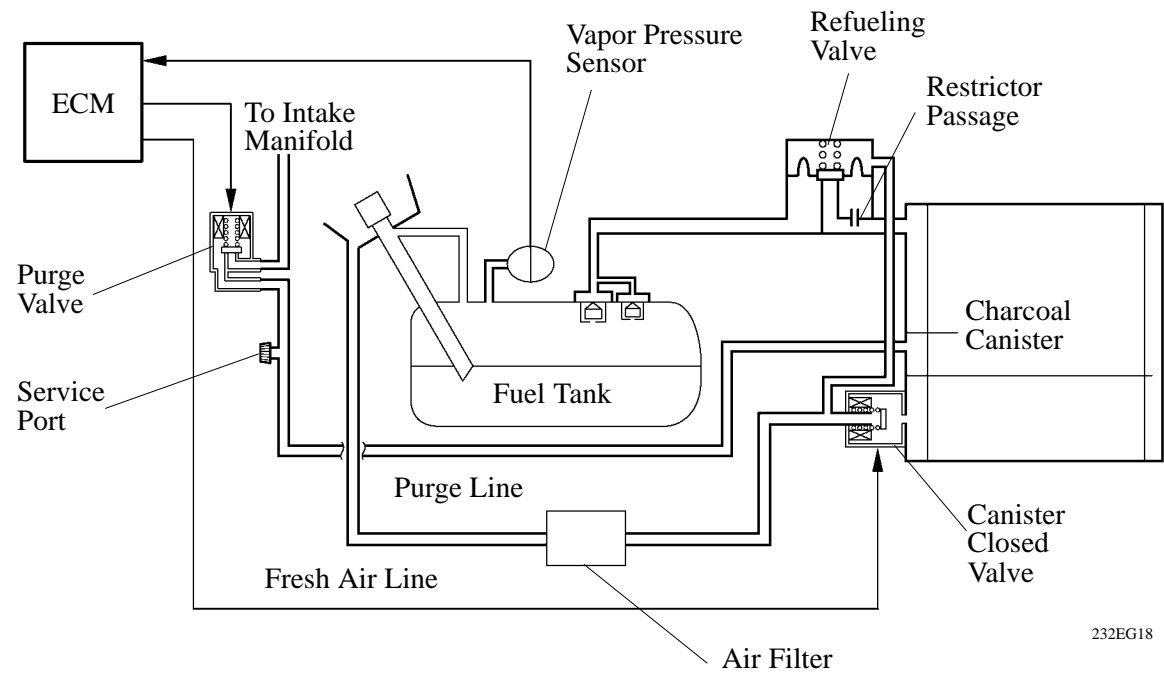 Refueling
Valve
Vapor Pressure
Sensor
ECM
Restrictor
Passage
To Intake
Manifold
Purge
Valve
Charcoal
Canister
Service
Port
Fuel Tank
Purge Line
Canister
Closed
Valve
Fresh Air Line
232EG18
Air Filter